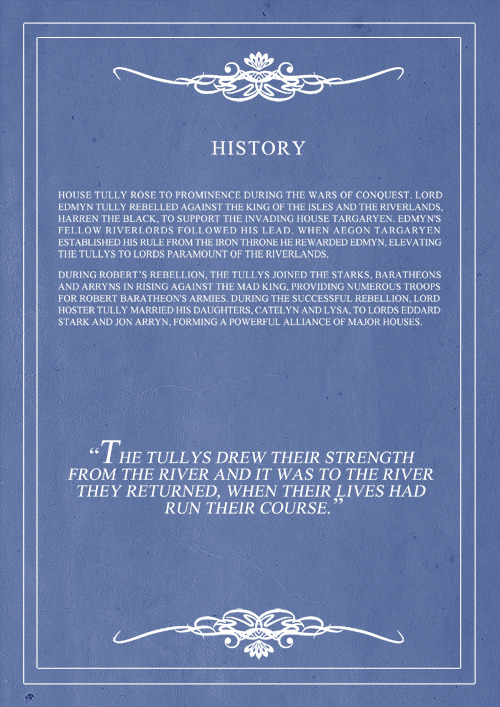 HISTORY
HOUSE TULLY ROSE TO PROMINENCE DURING THE WARS OF CONQUEST. LORD
EDMYN TULLY REBELLED AGAINST THE KING OF THE ISLES AND THE RIVERLANDS,
HARREN THE BLACK, TO SUPPORT THE INVADING HOUSE TARGARYEN. EDMYN'S
FELLOW RIVERLORDS FOLLOWED HIS LEAD. WHEN AEGON TARGARYEN
ESTABLISHED HIS RULE FROM THE IRON THRONE HE REWARDED EDMYN, ELEVATING
THE TULLYS TO LORDS PARAMOUNT OF THE RIVERLANDS.
DURING ROBERT'S REBELLION, THE TULLYS JOINED THE STARKS, BARATHEONS
AND ARRYNS IN RISING AGAINST THE MAD KING, PROVIDING NUMEROUS TROOPS
FOR ROBERT BARATHEON'S ARMIES. DURING THE SUCCESSFUL REBELLION, LORD
HOSTER TULLY MARRIED HIS DAUGHTERS, CATELYN AND LYSA, TO LORDS EDDARD
STARK AND JON ARRYN, FORMING A POWERFUL ALLIANCE OF MAJOR HOUSES.
“THE TULLYS DREW THEIR STRENGTH
FROM THE RIVER AND IT WAS TO THE RIVER
THEY RETURNED, WHEN THEIR LIVES HAD
RUN THEIR COURSE.”